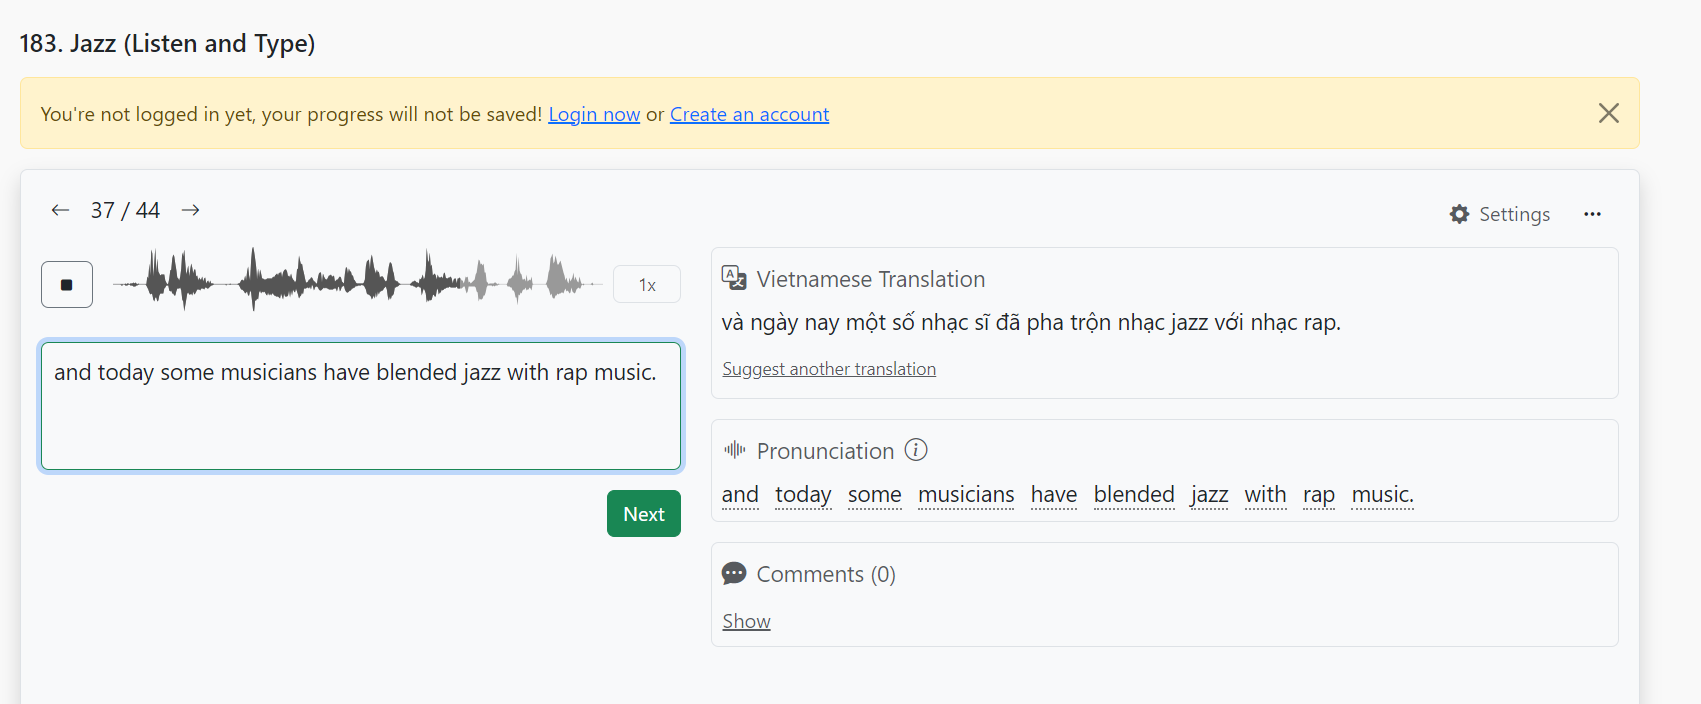 183. Jazz (Listen and Type)
You're not logged in yet, your progress will not be saved! Login now or Create an account
37 / 44
Settings
1x
and today some musicians have blended jazz with rap music.
Next
Vietnamese Translation
và ngày nay một số nhạc sĩ đã pha trộn nhạc jazz với nhạc rap.
Suggest another translation
Pronunciation
and today some musicians have blended jazz with rap music.
Comments (0)
Show